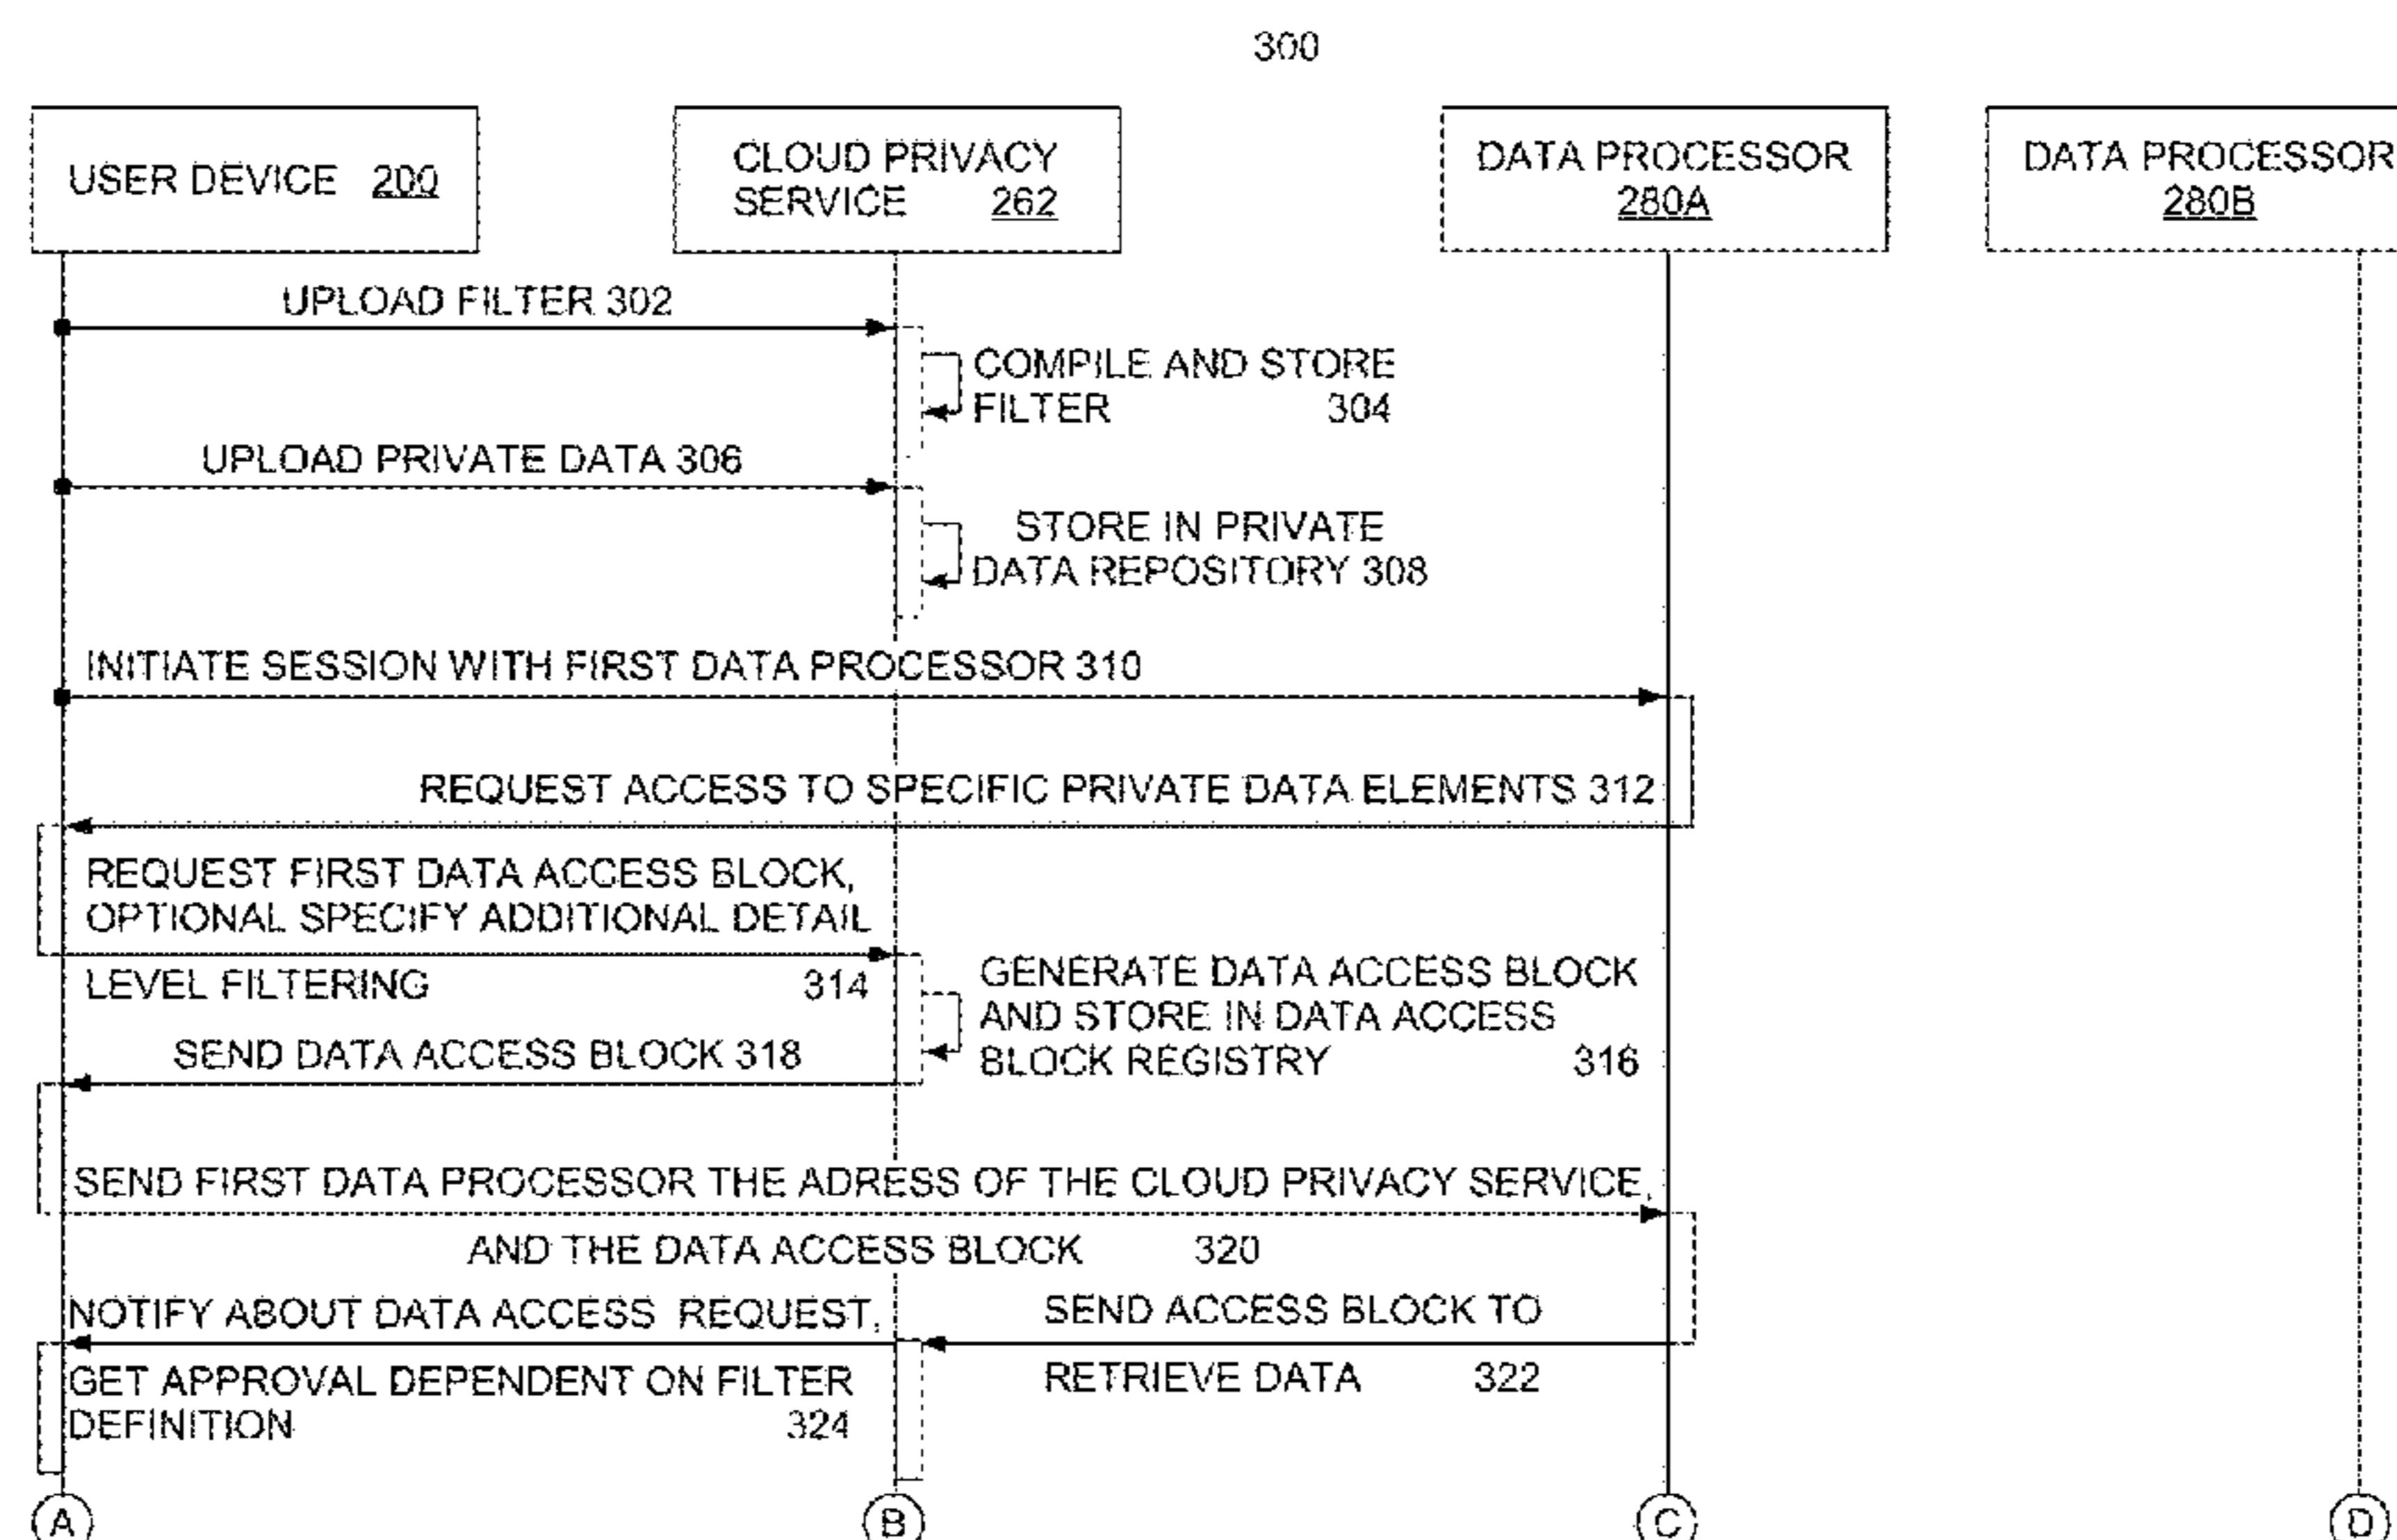 300
USER DEVICE 200
CLOUD PRIVACY
SERVICE 262
DATA PROCESSOR
280A
DATA PROCESSOR
280B
UPLOAD FILTER 302
COMPILE AND STORE
FILTER 304
UPLOAD PRIVATE DATA 306
STORE IN PRIVATE
DATA REPOSITORY 308
INITIATE SESSION WITH FIRST DATA PROCESSOR 310
REQUEST ACCESS TO SPECIFIC PRIVATE DATA ELEMENTS 312
REQUEST FIRST DATA ACCESS BLOCK,
OPTIONAL SPECIFY ADDITIONAL DETAIL
LEVEL FILTERING 314
GENERATE DATA ACCESS BLOCK
AND STORE IN DATA ACCESS
BLOCK REGISTRY 316
SEND DATA ACCESS BLOCK 318
SEND FIRST DATA PROCESSOR THE ADRESS OF THE CLOUD PRIVACY SERVICE,
AND THE DATA ACCESS BLOCK 320
NOTIFY ABOUT DATA ACCESS REQUEST,
GET APPROVAL DEPENDENT ON FILTER
DEFINITION 324
SEND ACCESS BLOCK TO
RETRIEVE DATA 322
A
B
C
D